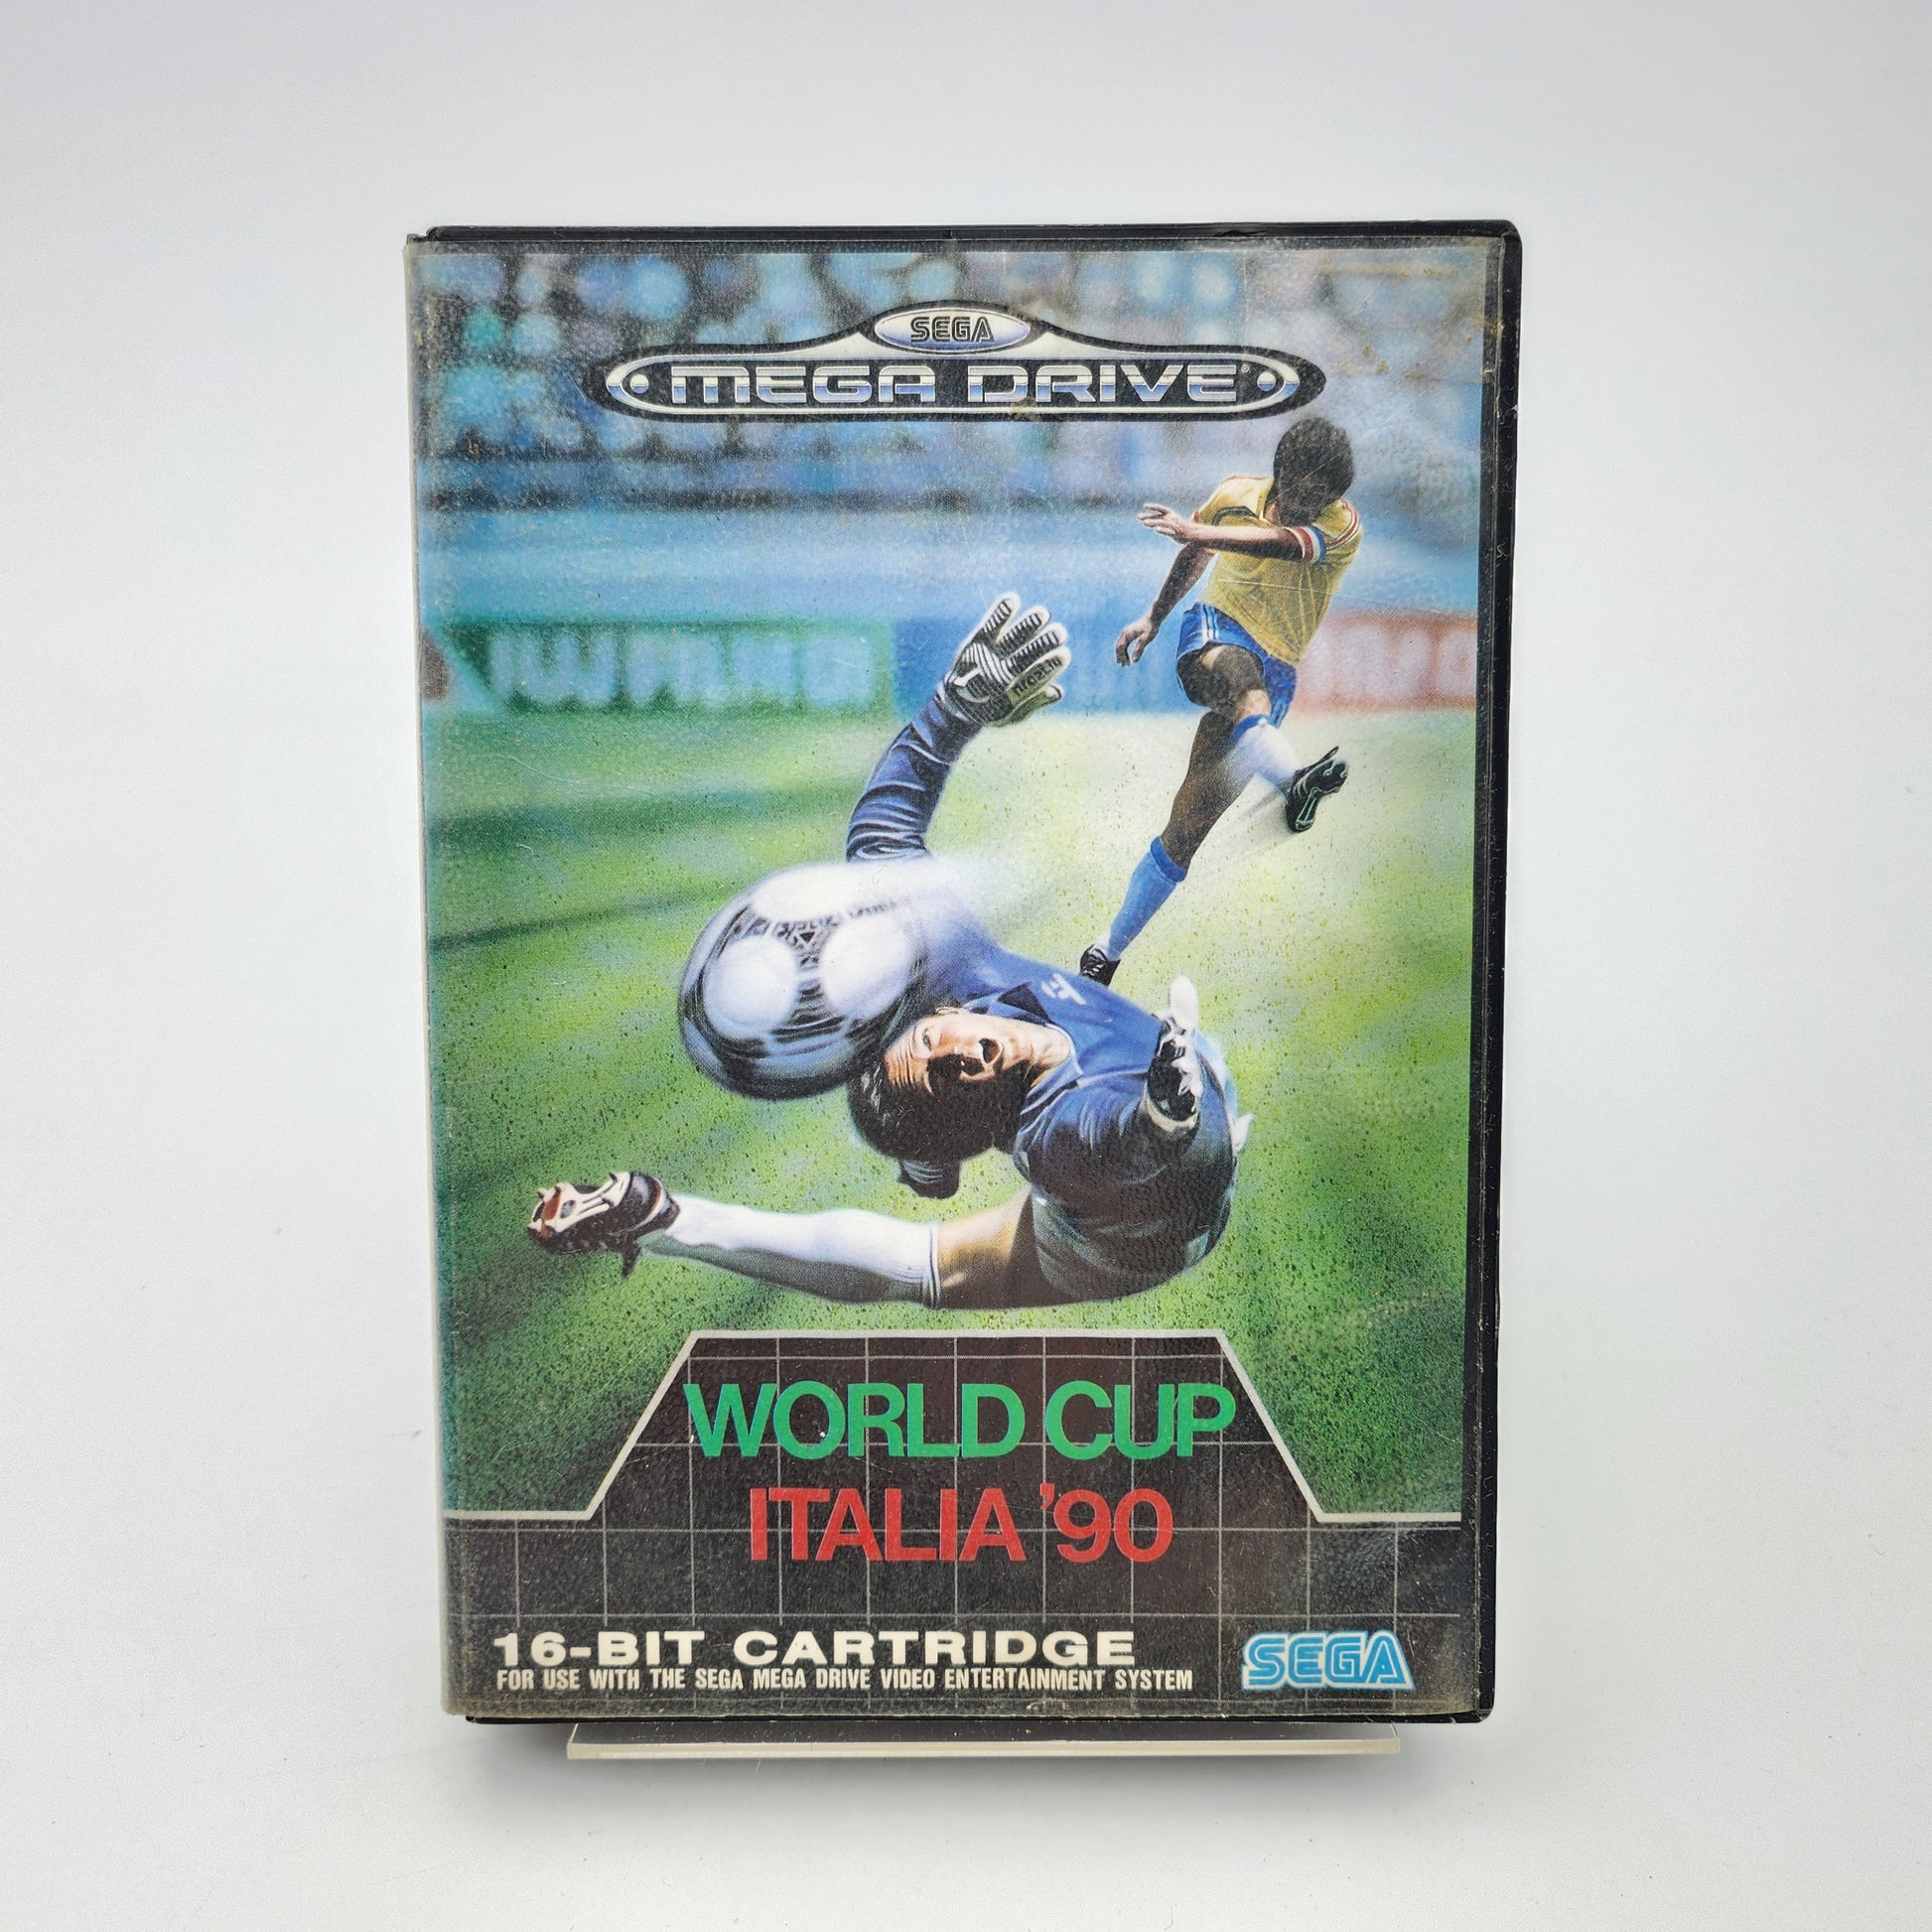 SEGA
MEGA DRIVE
WORLD CUP
ITALIA '90
16-BIT CARTRIDGE
FOR USE WITH THE SEGA MEGA DRIVE VIDEO ENTERTAINMENT SYSTEM
SEGA